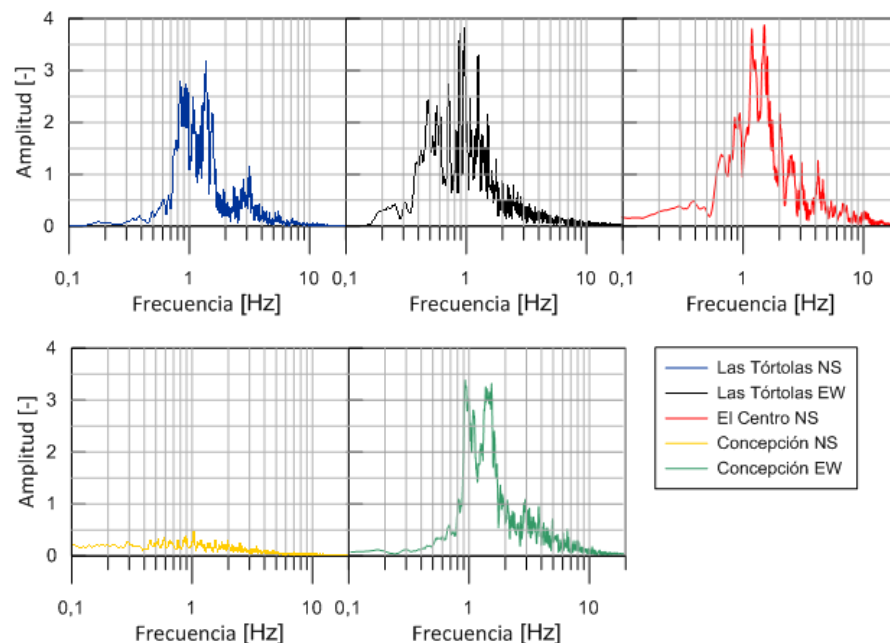 4
3
2
1
0
Amplitud [-]
0,1 1 10 0,1 1 10 0,1 1 10
Frecuencia [Hz] Frecuencia [Hz] Frecuencia [Hz]
4
3
2
1
0
Amplitud [-]
0,1 1 10 0,1 1 10
Frecuencia [Hz] Frecuencia [Hz]
Las Tórtolas NS
Las Tórtolas EW
El Centro NS
Concepción NS
Concepción EW